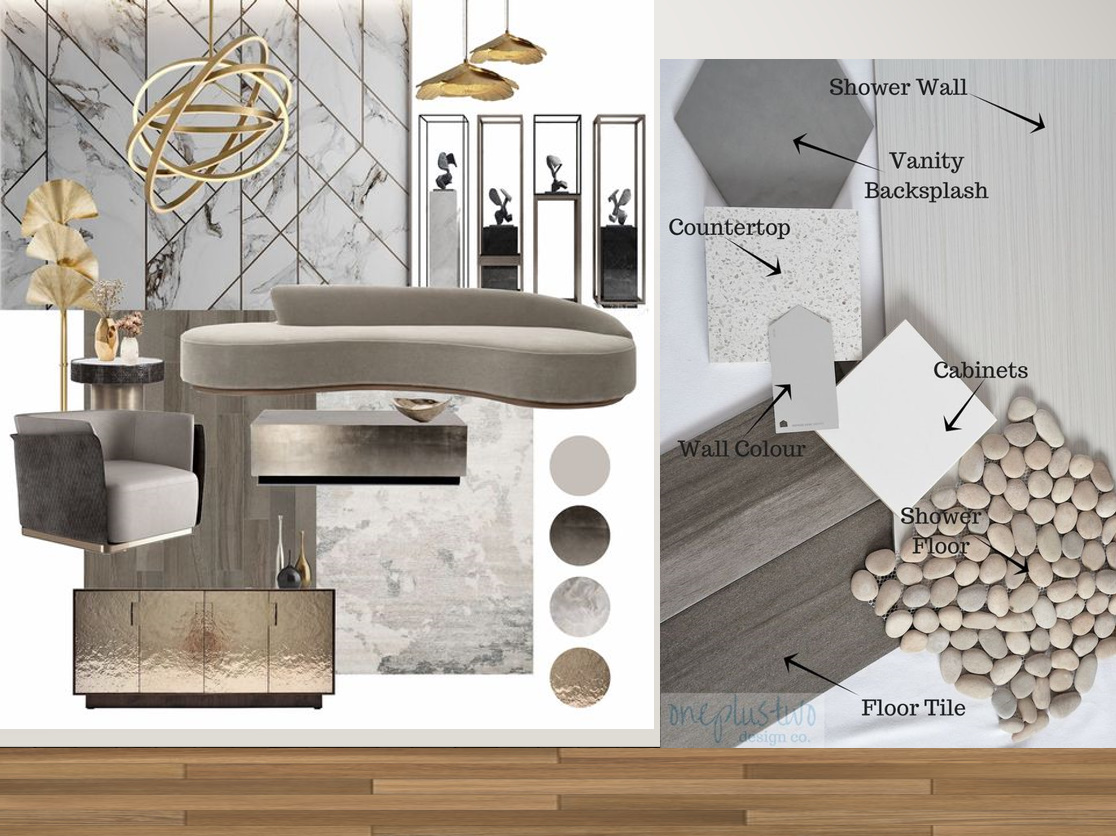 Shower Wall
Vanity
Backsplash
Countertop
Cabinets
Wall Colour
Shower
Floor
Floor Tile
oneplustwo
design co.